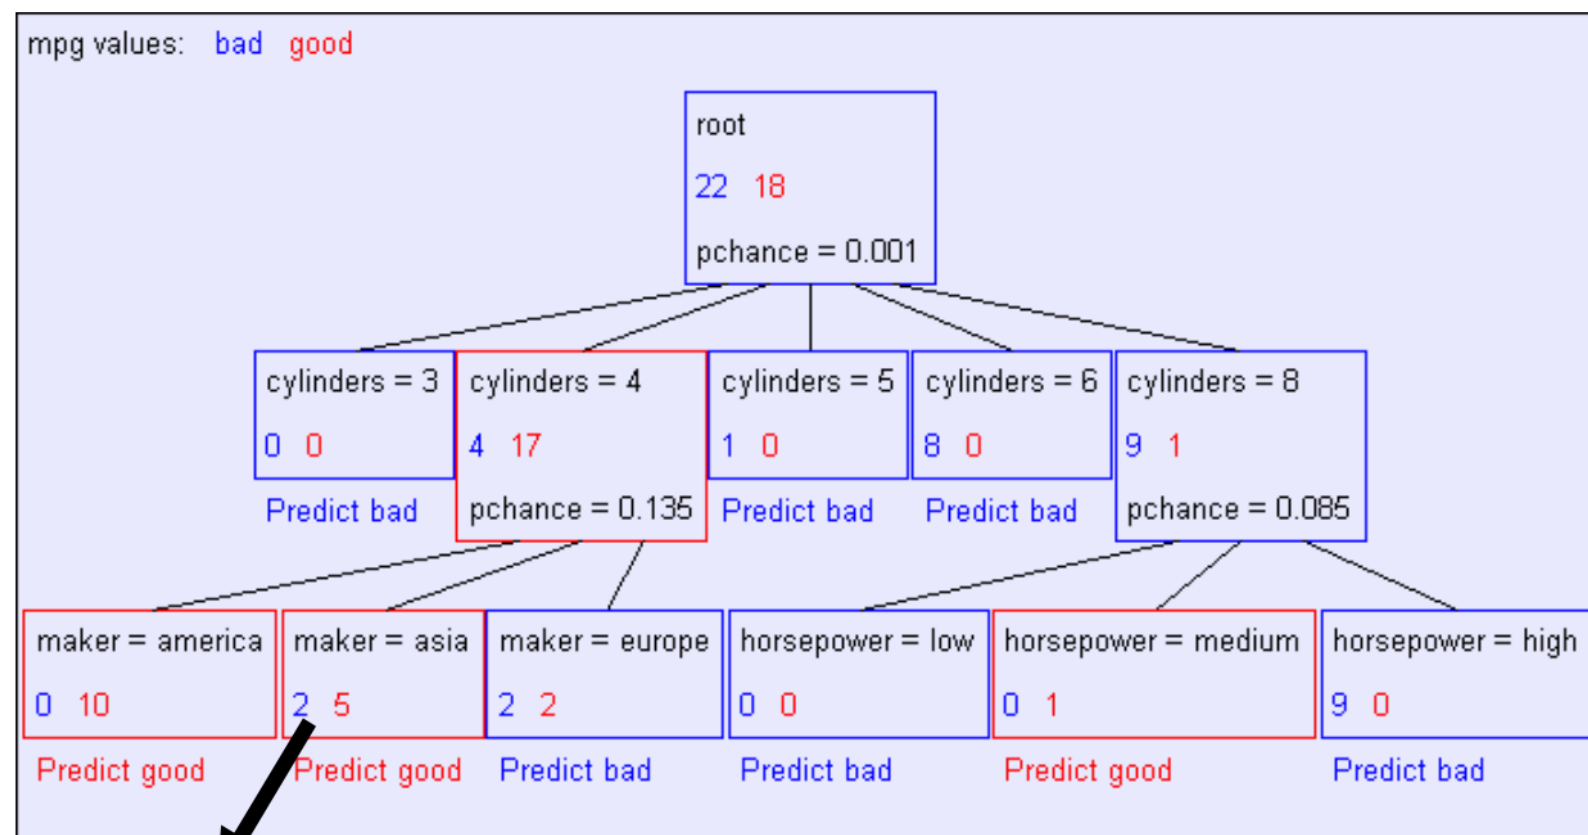 mpg values: bad good
root
22 18
pchance = 0.001
cylinders = 3
0 0
Predict bad
cylinders = 4
4 17
pchance = 0.135
cylinders = 5
1 0
Predict bad
cylinders = 6
8 0
Predict bad
cylinders = 8
9 1
pchance = 0.085
maker = america
0 10
Predict good
maker = asia
2 5
Predict good
maker = europe
2 2
Predict bad
horsepower = low
0 0
Predict bad
horsepower = medium
0 1
Predict good
horsepower = high
9 0
Predict bad